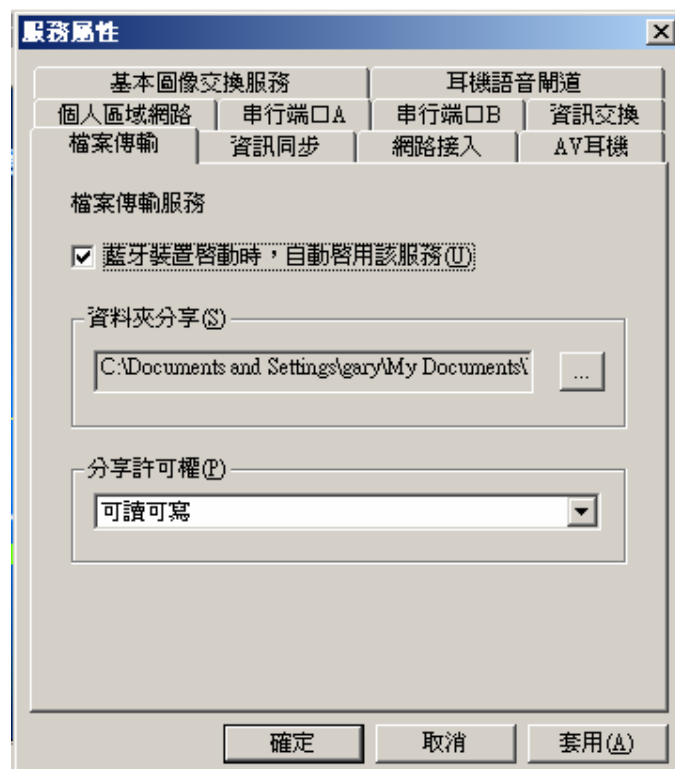 服務屬性
基本圖像交換服務 耳機語音閘道
個人區域網路 串行端口A 串行端口B 資訊交換
檔案傳輸 資訊同步 網路接入 AV耳機
檔案傳輸服務
藍牙裝置啓動時，自動啓用該服務(U)
資料夾分享(S)
C:\Documents and Settings\gary\My Documents\
...
分享許可權(P)
可讀可寫
確定 取消 套用(A)